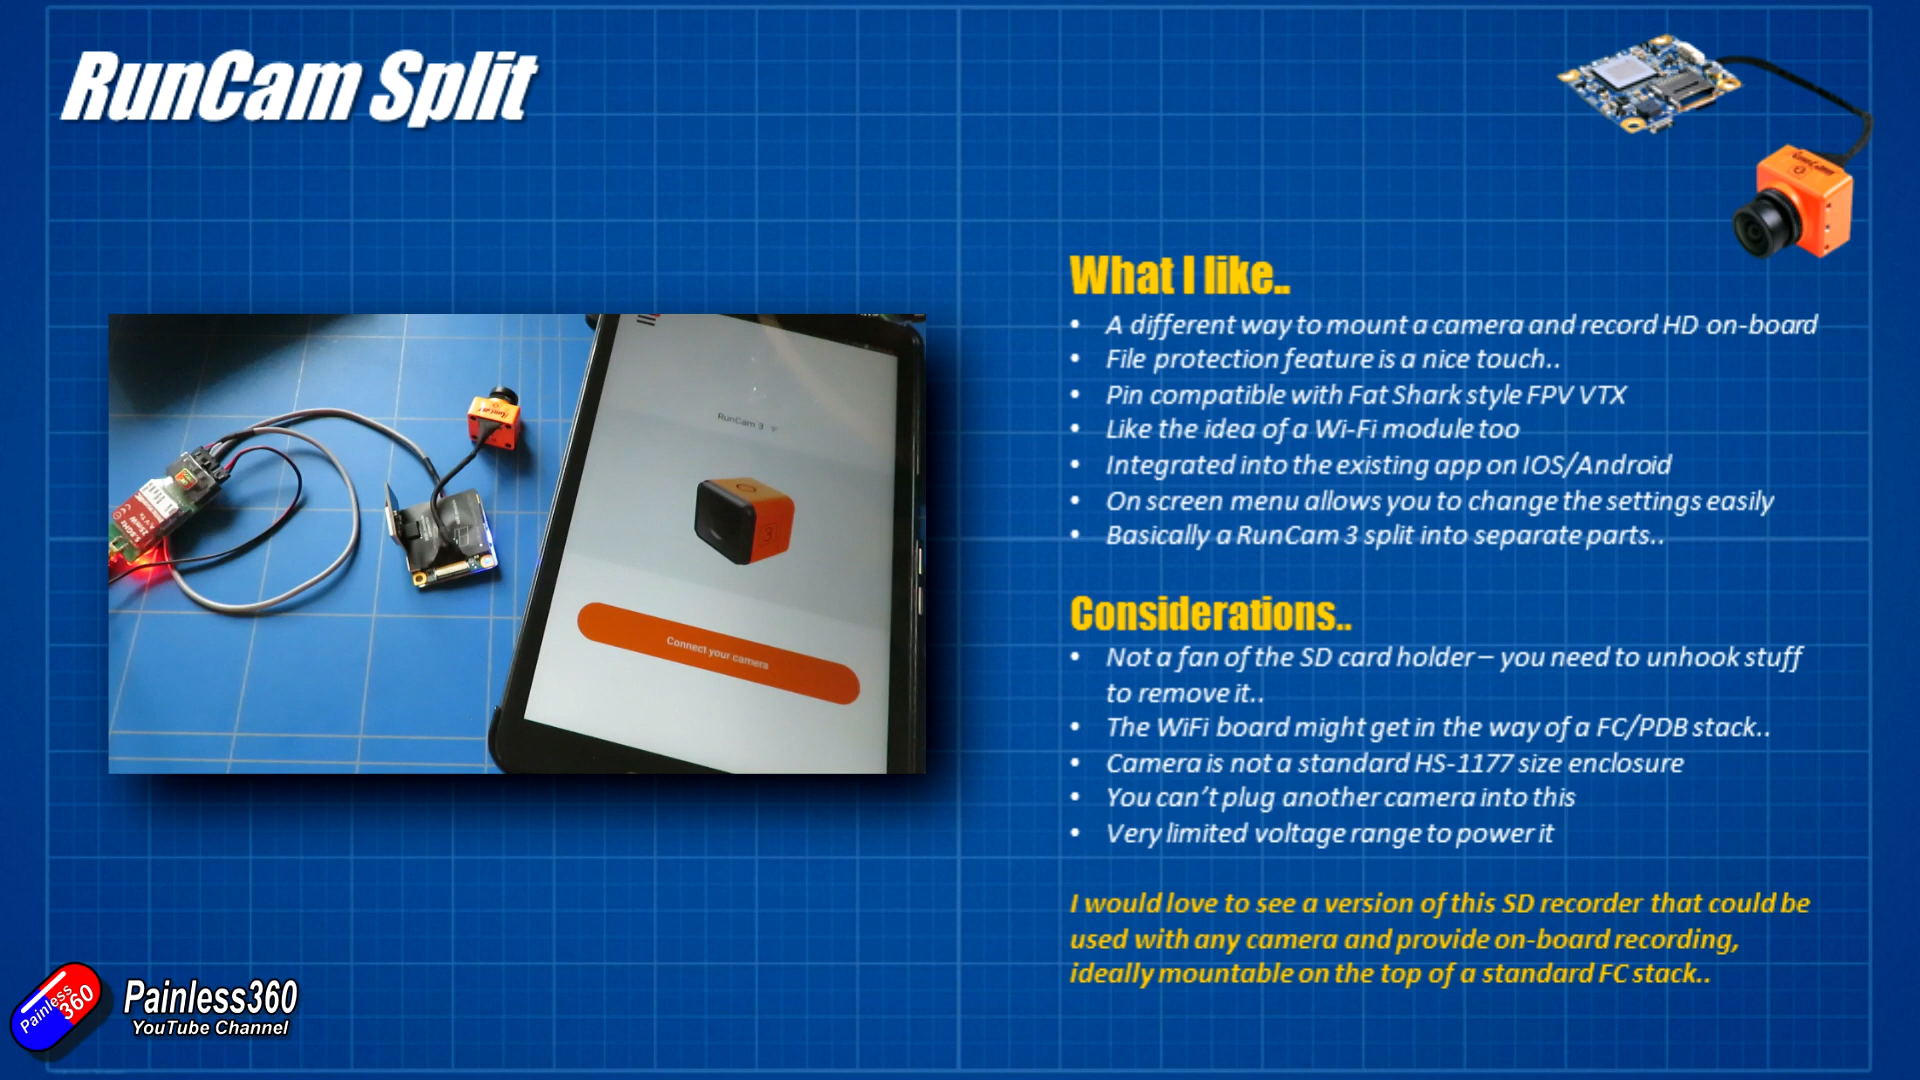 RunCam Split
What I like..
• A different way to mount a camera and record HD on-board
• File protection feature is a nice touch..
• Pin compatible with Fat Shark style FPV VTX
• Like the idea of a Wi-Fi module too
• Integrated into the existing app on IOS/Android
• On screen menu allows you to change the settings easily
• Basically a RunCam 3 split into separate parts..
RunCam 3
Connect your camera
5.8GHz
25mW
A/V Tx
Considerations..
• Not a fan of the SD card holder – you need to unhook stuff
to remove it..
• The WiFi board might get in the way of a FC/PDB stack..
• Camera is not a standard HS-1177 size enclosure
• You can't plug another camera into this
• Very limited voltage range to power it
I would love to see a version of this SD recorder that could be
used with any camera and provide on-board recording,
ideally mountable on the top of a standard FC stack..
Painless
360
Painless360
YouTube Channel